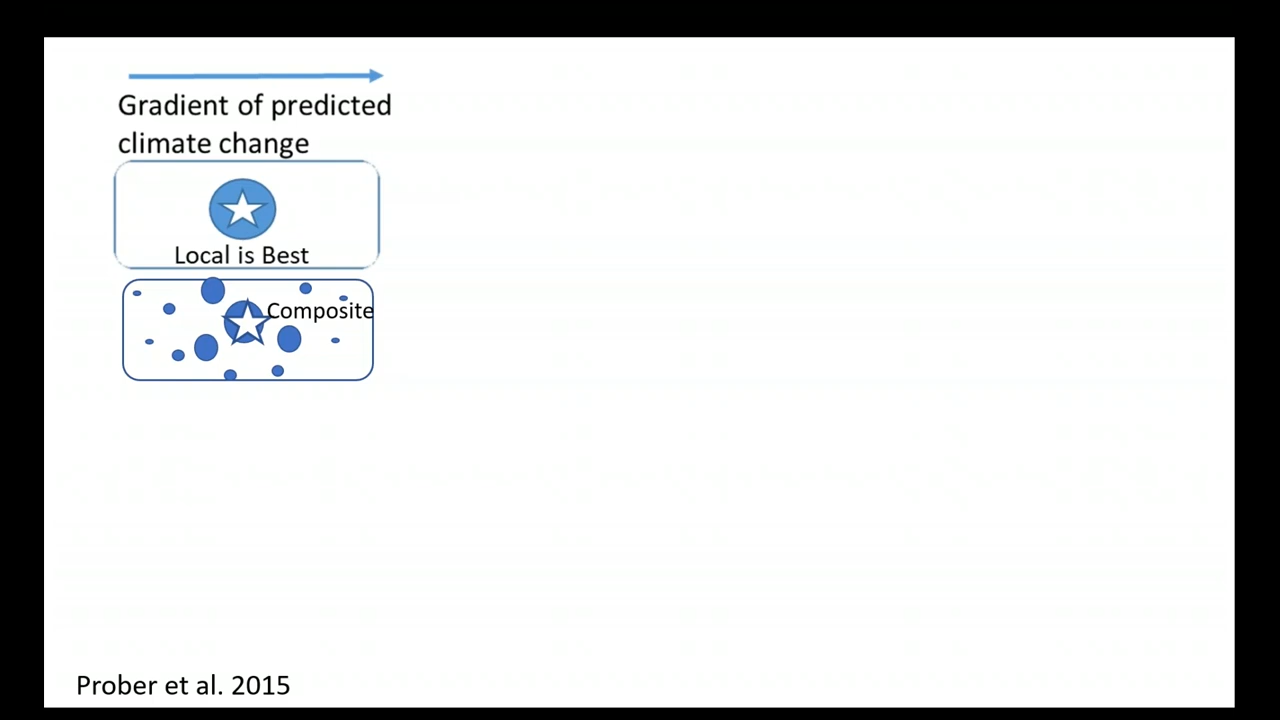 Gradient of predicted
climate change
Local is Best
Composite
Prober et al. 2015